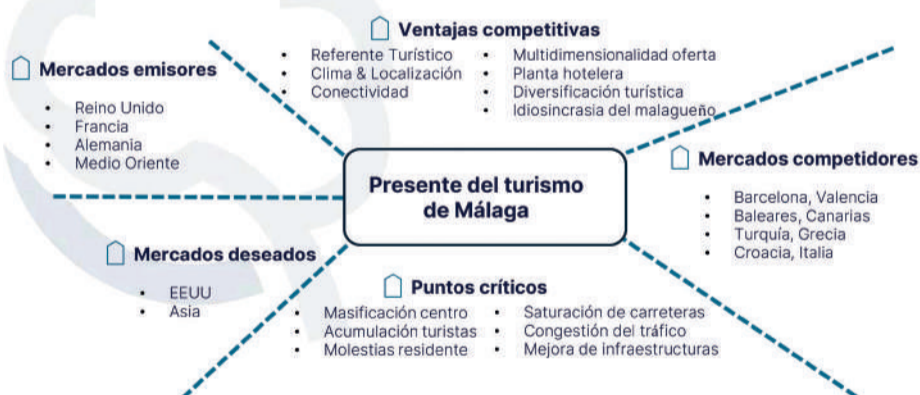 Ventajas competitivas
• Referente Turístico
• Clima & Localización
• Conectividad
• Multidimensionalidad oferta
• Planta hotelera
• Diversificación turística
• Idiosincrasia del malagueño
Mercados emisores
• Reino Unido
• Francia
• Alemania
• Medio Oriente
Presente del turismo
de Málaga
Mercados competidores
• Barcelona, Valencia
• Baleares, Canarias
• Turquía, Grecia
• Croacia, Italia
Mercados deseados
• EEUU
• Asia
Puntos críticos
• Masificación centro
• Acumulación turistas
• Molestias residente
• Saturación de carreteras
• Congestión del tráfico
• Mejora de infraestructuras